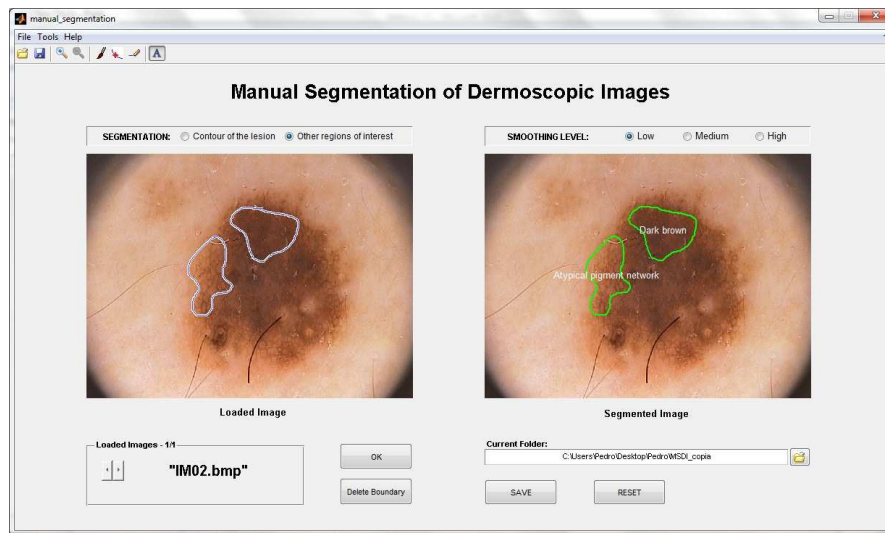 manual_segmentation
File Tools Help
A
Manual Segmentation of Dermoscopic Images
SEGMENTATION: Contour of the lesion Other regions of interest
SMOOTHING LEVEL: Low Medium High
Dark brown
Atypical pigment network
Loaded Image
Segmented Image
Loaded Images - 1/1
"IM02.bmp"
OK
Delete Boundary
Current Folder:
C:\Users\Pedro\Desktop\Pedro\MSDI_copia
SAVE
RESET